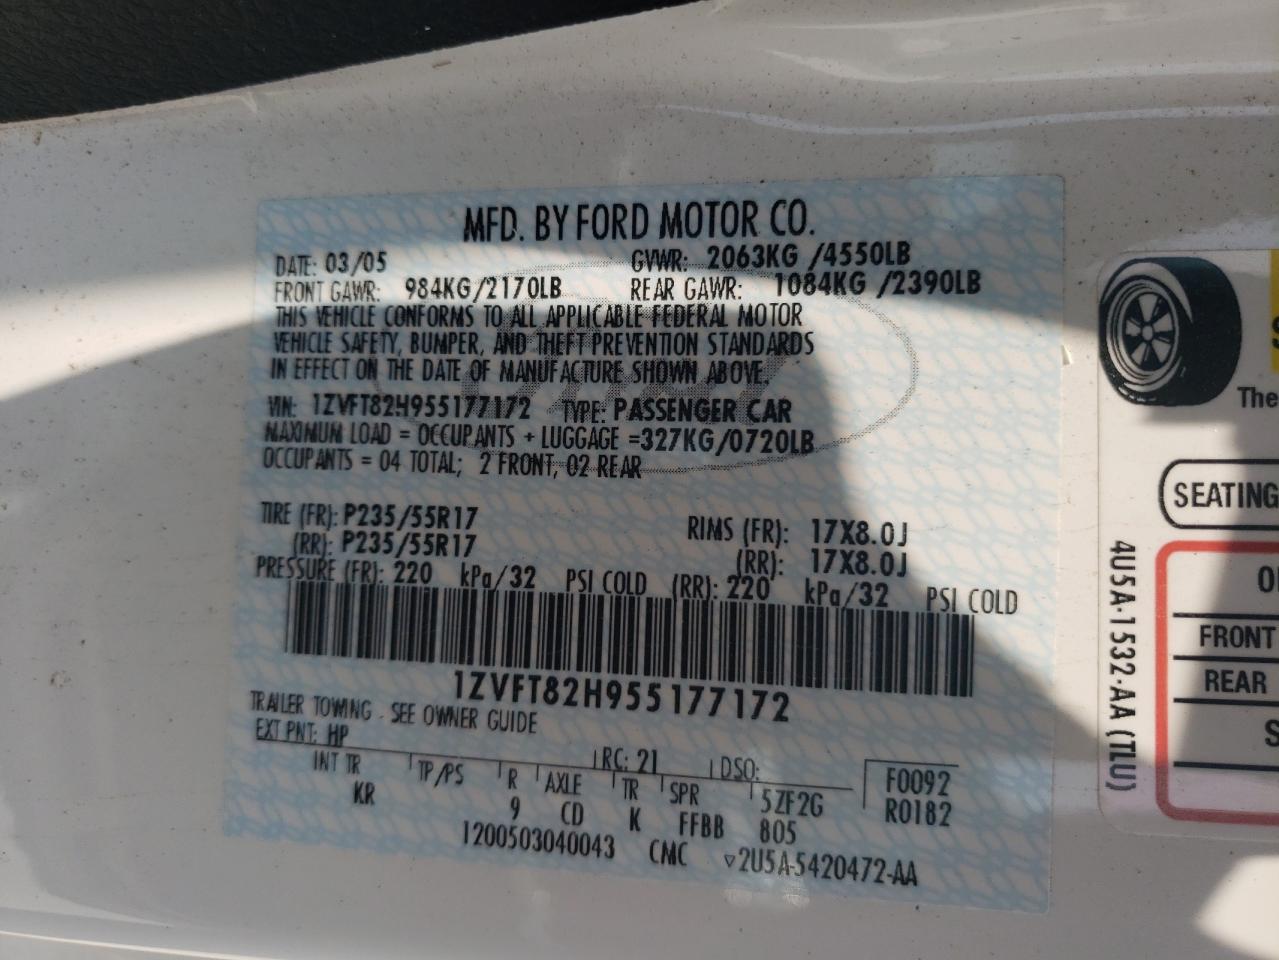 MFD. BY FORD MOTOR CO.
DATE: 03/05 GVWR: 2063KG /4550LB
FRONT GAWR: 984KG/2170LB REAR GAWR: 1084KG /2390LB
THIS VEHICLE CONFORMS TO ALL APPLICABLE FEDERAL MOTOR
VEHICLE SAFETY, BUMPER, AND THEFT PREVENTION STANDARDS
IN EFFECT ON THE DATE OF MANUFACTURE SHOWN ABOVE.
VIN: 1ZVFT82H955177172 TYPE: PASSENGER CAR
MAXIMUM LOAD = OCCUPANTS + LUGGAGE =327KG/0720LB
OCCUPANTS = 04 TOTAL; 2 FRONT, 02 REAR
TIRE (FR): P235/55R17 RIMS (FR): 17X8.0J
(RR): P235/55R17 (RR): 17X8.0J
PRESSURE (FR): 220 kPa/32 PSI COLD (RR): 220 kPa/32 PSI COLD
1ZVFT82H955177172
TRAILER TOWING - SEE OWNER GUIDE
EXT PNT: HP RC: 21 DSO: F0092
INT TR TP/PS R AXLE TR SPR 5ZF2G R0182
KR 9 CD K FFBB 805
1200503040043 CMC ▽2U5A-5420472-AA
The
SEATING
4U5A-1532-AA (TLU)
FRONT
REAR